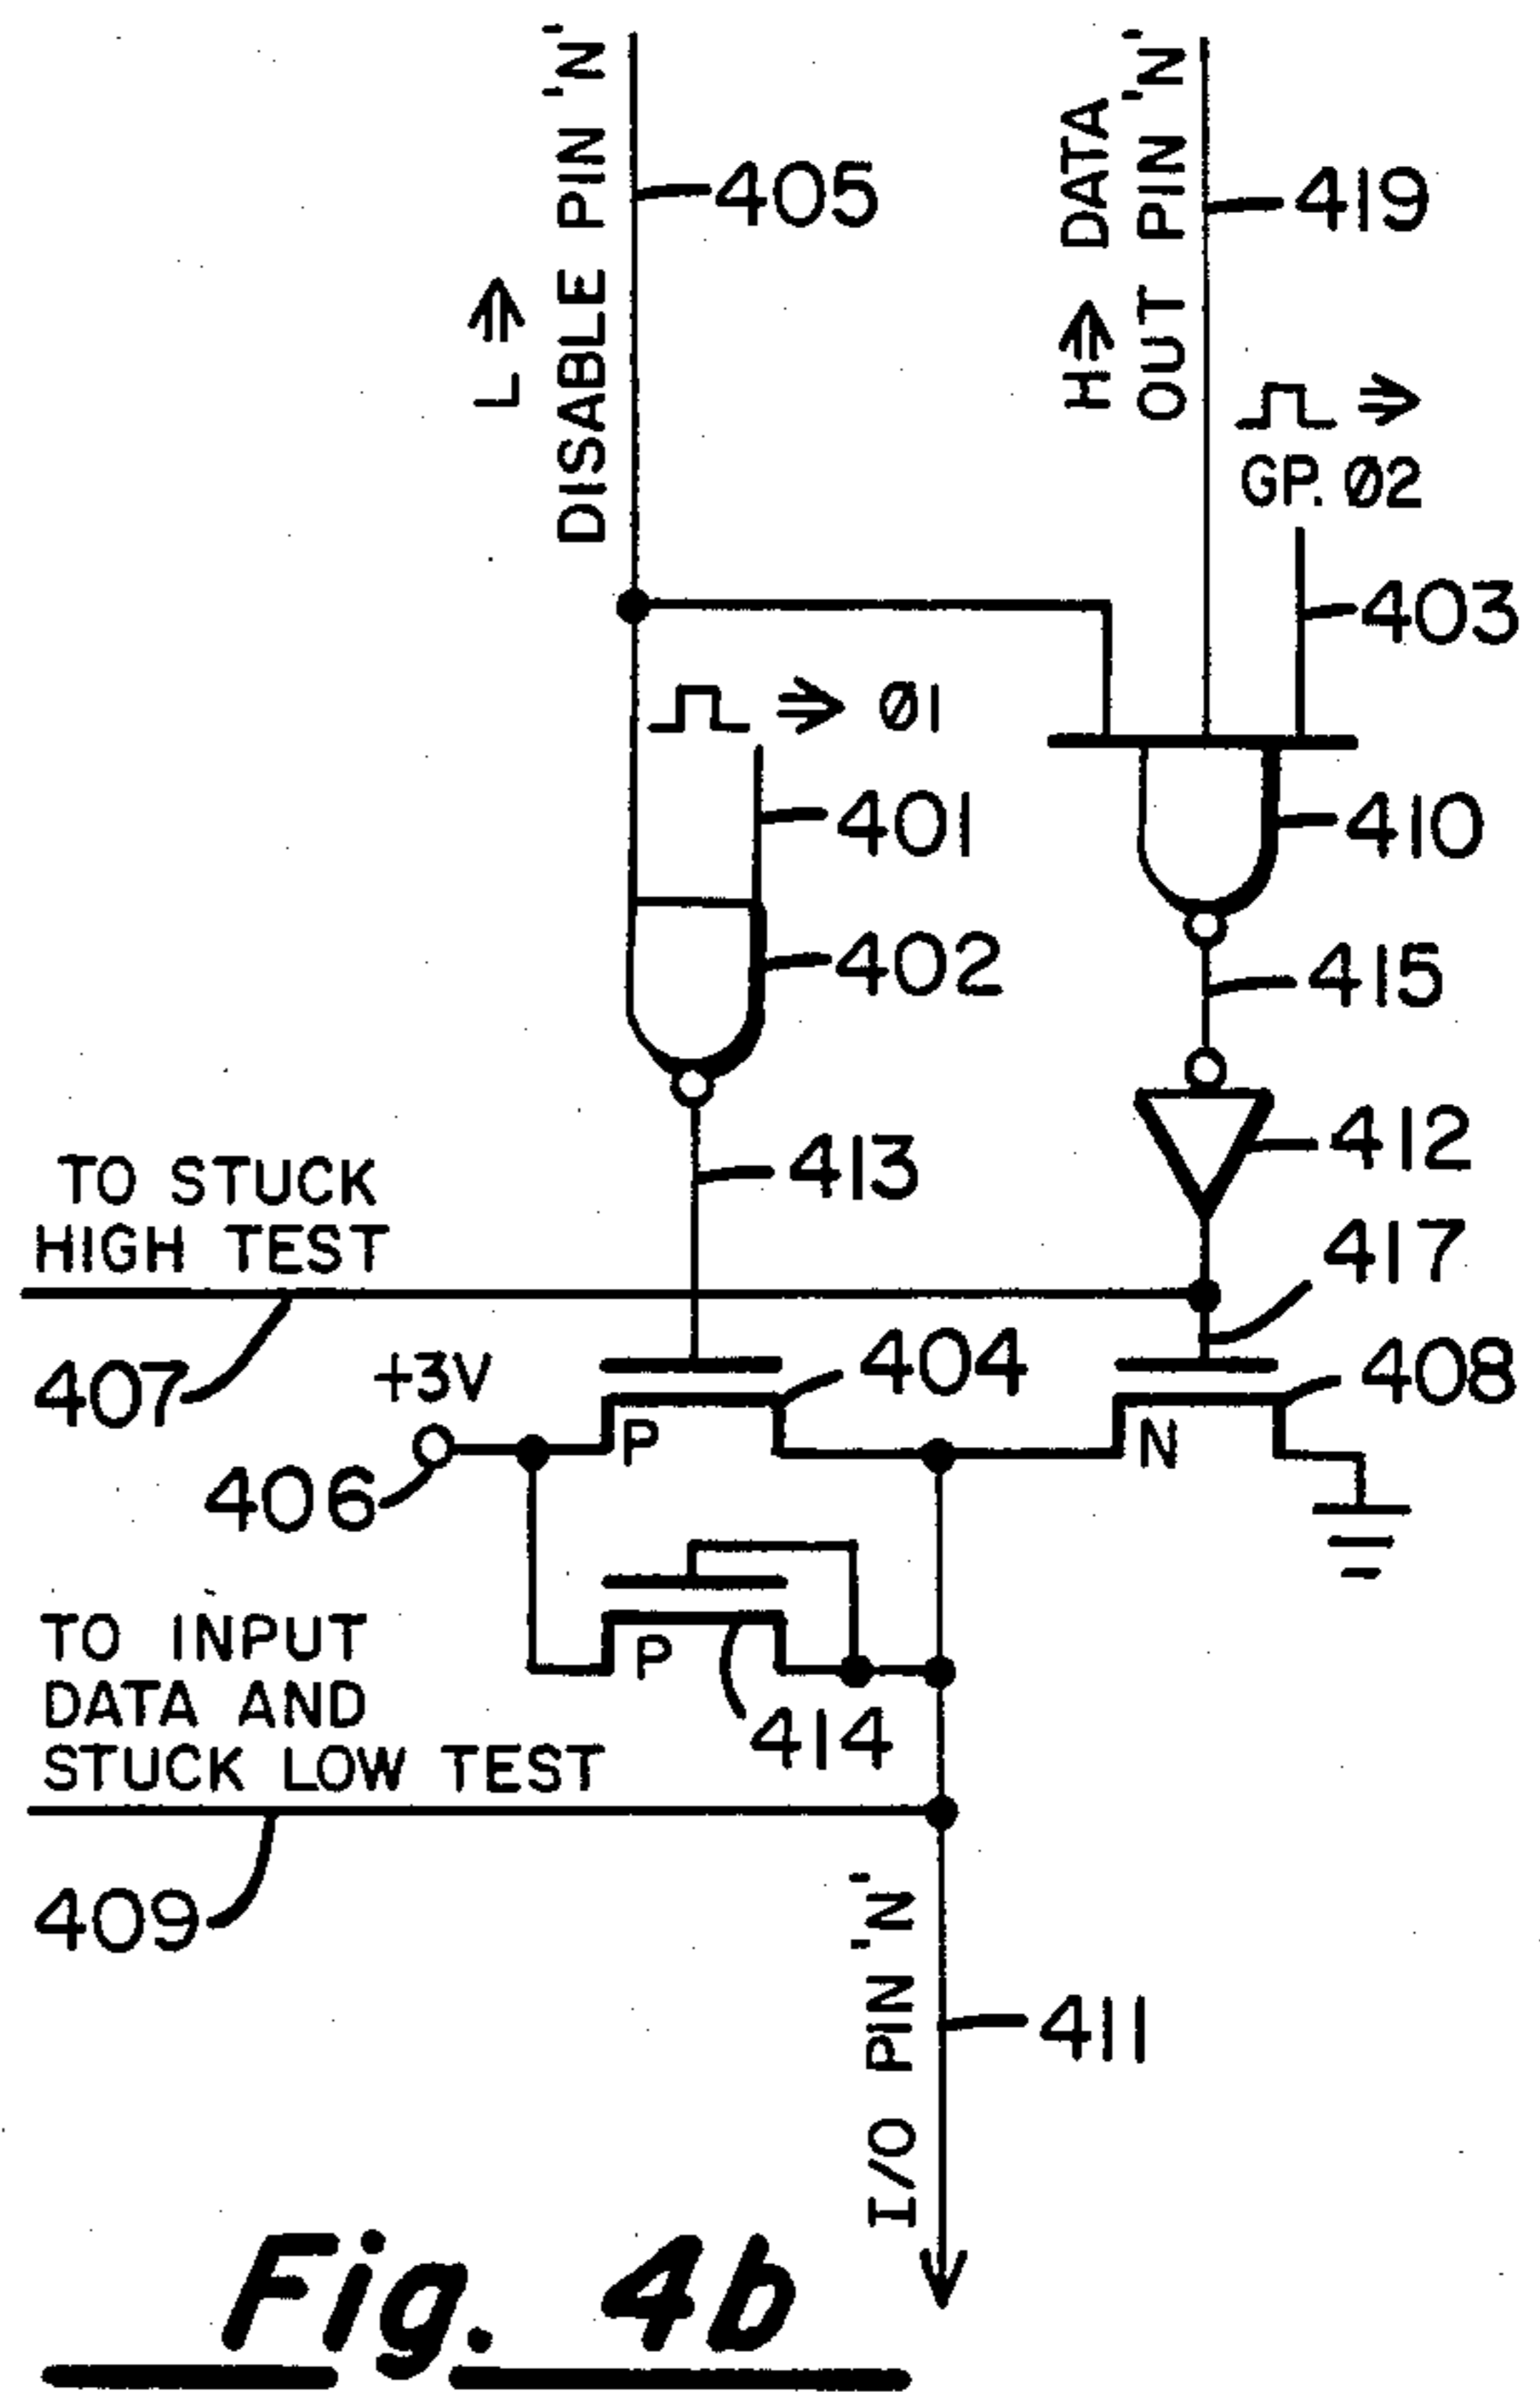 L ⇒
DISABLE PIN 'N'
405
H ⇒ DATA
OUT PIN 'N'
419
⇒
GP. Ø2
403
⇒ Ø1
401
410
402
415
413
412
TO STUCK
HIGH TEST
417
407
+3V
404
408
P
N
406
TO INPUT
DATA AND
STUCK LOW TEST
P
414
409
I/O PIN 'N'
411
Fig. 4b